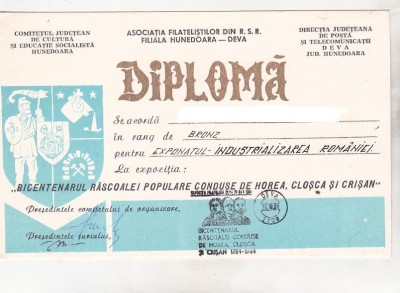 COMITETUL JUDEȚEAN
DE CULTURĂ
ȘI EDUCAȚIE SOCIALISTĂ
HUNEDOARA
ASOCIAȚIA FILATELIȘTILOR DIN R.S.R.
FILIALA HUNEDOARA — DEVA
DIRECȚIA JUDEȚEANA
DE POSTĂ
ȘI TELECOMUNICAȚII
DEVA
JUD. HUNEDOARA
DIPLOMĂ
Se acordă
în rang de BRONZ
pentru EXPONATUL-INDUSTRIALIZAREA ROMÂNIEI
La expoziția:
„BICENTENARUL RĂSCOALEI POPULARE CONDUSE DE HOREA, CLOȘCA ȘI CRIȘAN"
Președintele comitetului de organizare,
Președintele juriului,
DEVA
BICENTENARUL
RĂSCOALEI CONDUSE
DE HOREA, CLOȘCA
ȘI CRIȘAN 1784-1984